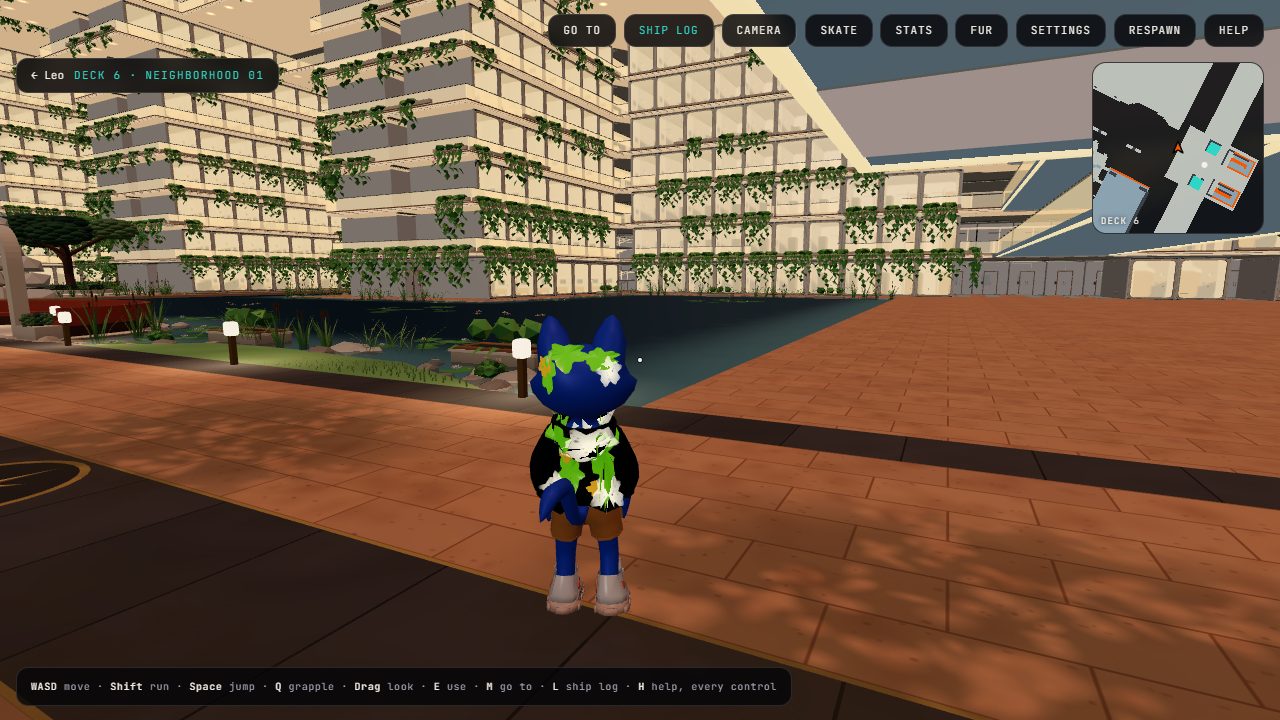 GO TO SHIP LOG CAMERA SKATE STATS FUR SETTINGS RESPAWN HELP
← Leo DECK 6 · NEIGHBORHOOD 01
DECK 6
WASD move · Shift run · Space jump · Q grapple · Drag look · E use · M go to · L ship log · H help, every control